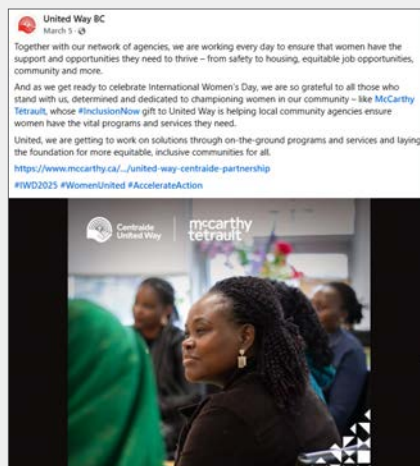 United Way BC
March 5 ·
Together with our network of agencies, we are working every day to ensure that women have the
support and opportunities they need to thrive – from safety to housing, equitable job opportunities,
community and more.
And as we get ready to celebrate International Women's Day, we are so grateful to all those who
stand with us, determined and dedicated to championing women in our community – like McCarthy
Tétrault, whose #InclusionNow gift to United Way is helping local community agencies ensure
women have the vital programs and services they need.
United, we are getting to work on solutions through on-the-ground programs and services and laying
the foundation for more equitable, inclusive communities for all.
https://www.mccarthy.ca/.../united-way-centraide-partnership
#IWD2025 #WomenUnited #AccelerateAction
Centraide
United Way
mccarthy
tetrault